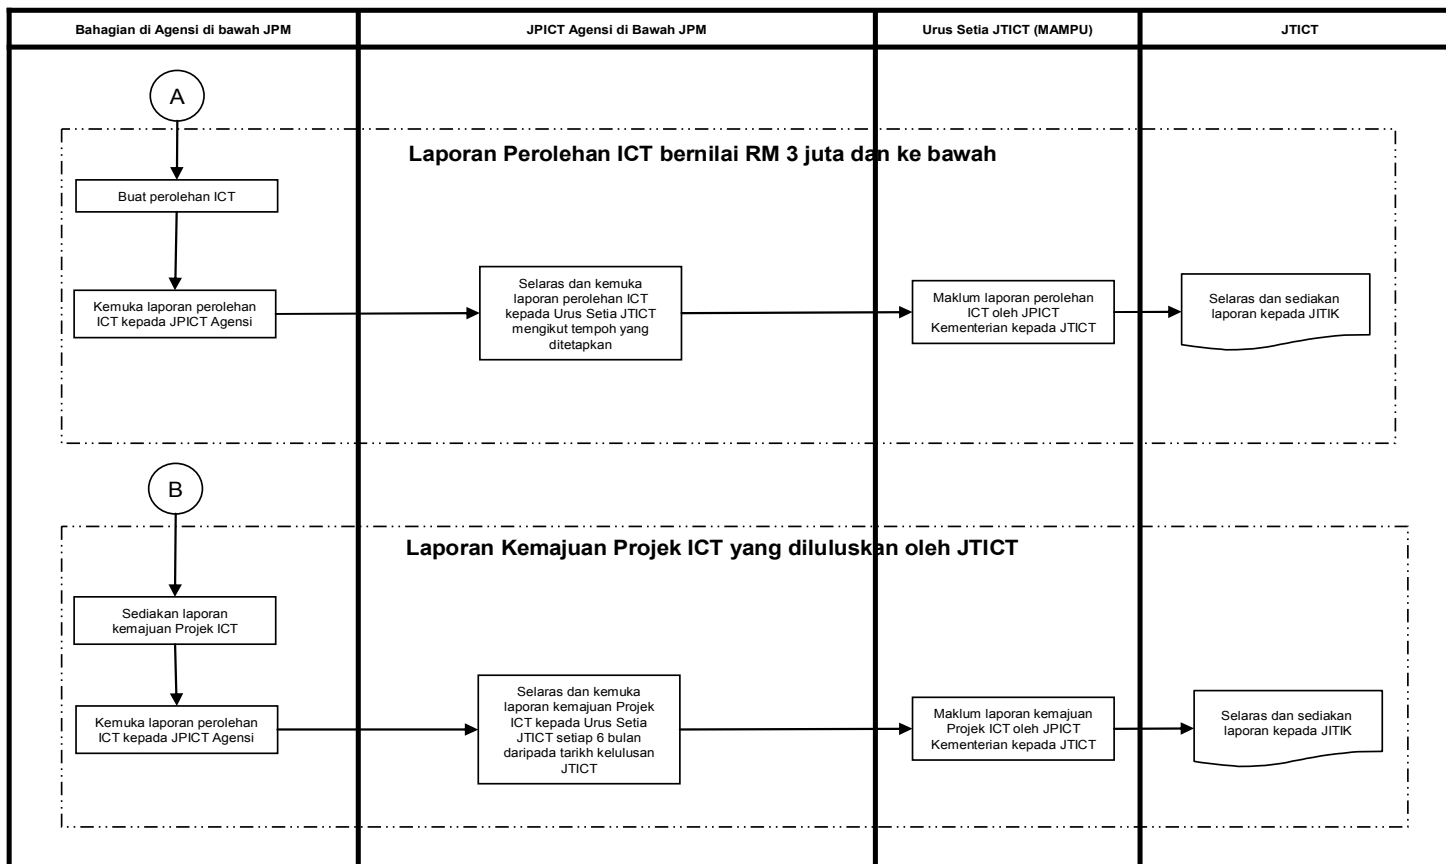 Bahagian di Agensi di bawah JPM
JPICT Agensi di Bawah JPM
Urus Setia JTICT (MAMPU)
JTICT
A
Laporan Perolehan ICT bernilai RM 3 juta dan ke bawah
Buat perolehan ICT
Kemuka laporan perolehan
ICT kepada JPICT Agensi
Selaras dan kemuka
laporan perolehan ICT
kepada Urus Setia JTICT
mengikut tempoh yang
ditetapkan
Maklum laporan perolehan
ICT oleh JPICT
Kementerian kepada JTICT
Selaras dan sediakan
laporan kepada JITIK
B
Laporan Kemajuan Projek ICT yang diluluskan oleh JTICT
Sediakan laporan
kemajuan Projek ICT
Kemuka laporan perolehan
ICT kepada JPICT Agensi
Selaras dan kemuka
laporan kemajuan Projek
ICT kepada Urus Setia
JTICT setiap 6 bulan
daripada tarikh kelulusan
JTICT
Maklum laporan kemajuan
Projek ICT oleh JPICT
Kementerian kepada JTICT
Selaras dan sediakan
laporan kepada JITIK